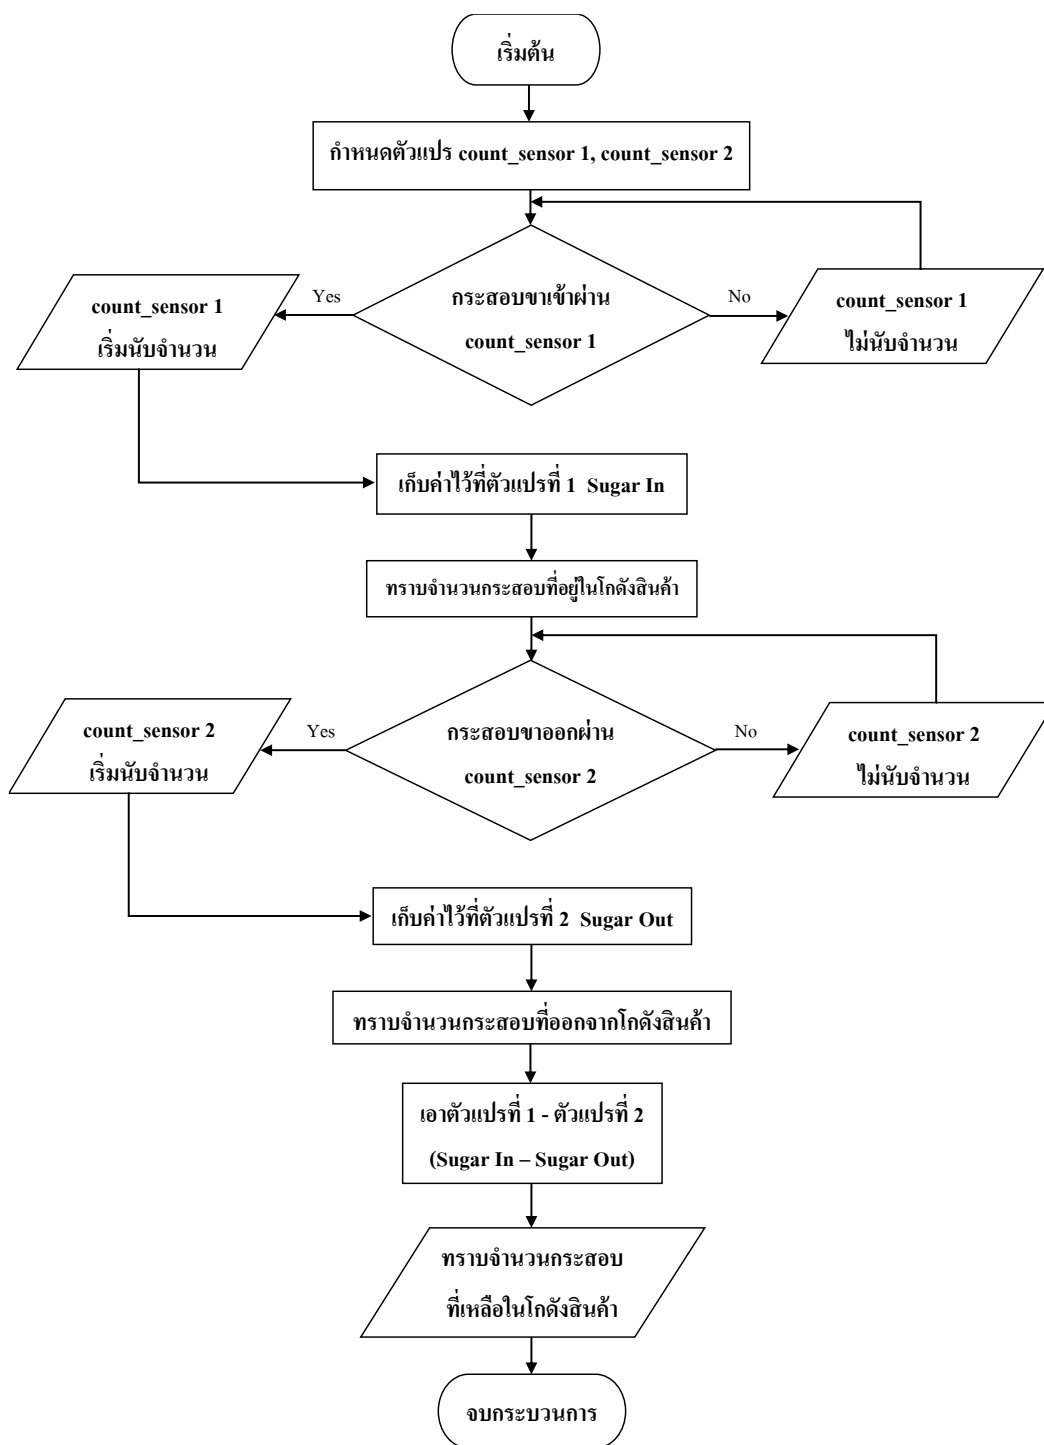 เริ่มต้น
กำหนดตัวแปร count_sensor 1, count_sensor 2
กระสอบขาเข้าผ่าน
count_sensor 1
Yes
No
count_sensor 1
เริ่มนับจำนวน
count_sensor 1
ไม่นับจำนวน
เก็บค่าไว้ที่ตัวแปรที่ 1 Sugar In
ทราบจำนวนกระสอบที่อยู่ในโกดังสินค้า
กระสอบขาออกผ่าน
count_sensor 2
Yes
No
count_sensor 2
เริ่มนับจำนวน
count_sensor 2
ไม่นับจำนวน
เก็บค่าไว้ที่ตัวแปรที่ 2 Sugar Out
ทราบจำนวนกระสอบที่ออกจากโกดังสินค้า
เอาตัวแปรที่ 1 - ตัวแปรที่ 2
(Sugar In – Sugar Out)
ทราบจำนวนกระสอบ
ที่เหลือในโกดังสินค้า
จบกระบวนการ